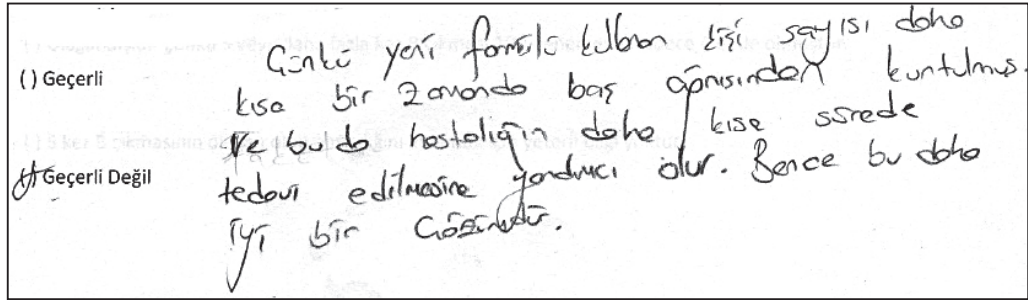 Çünkü yeni formülü kullanan kişi sayısı daha
( ) Geçerli
kısa bir zamanda baş ağrısından kurtulmuş.
Ve bu da hastalığın daha kısa sürede
( ) Geçerli Değil
tedavi edilmesine yardımcı olur. Bence bu daha
iyi bir çözümdür.